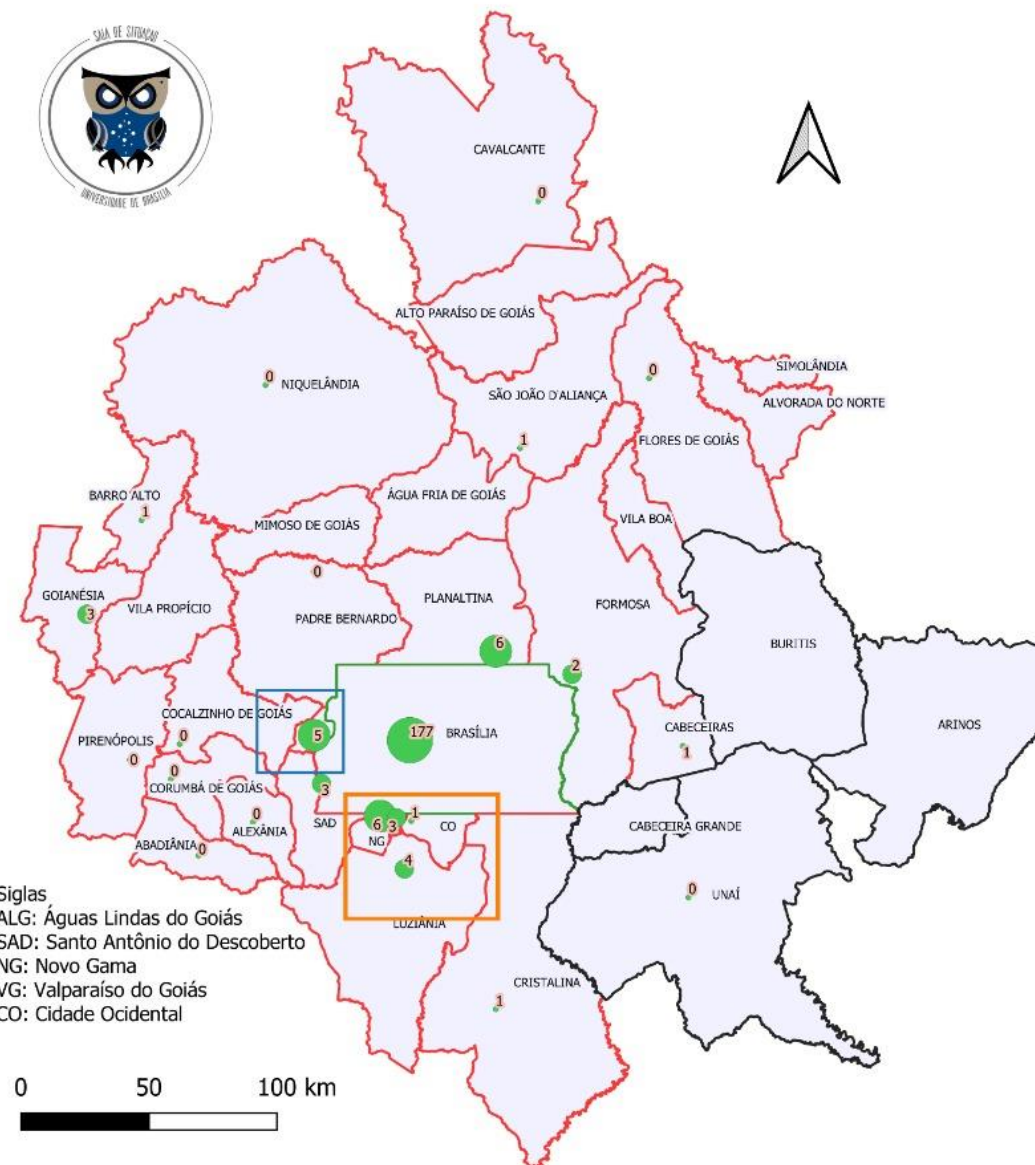 SALA DE SITUAÇÃO
UNIVERSIDADE DE BRASÍLIA
CAVALCANTE
0
ALTO PARAÍSO DE GOIÁS
0
NIQUELÂNDIA
0
SIMOLÂNDIA
SÃO JOÃO D'ALIANÇA
ALVORADA DO NORTE
1
FLORES DE GOIÁS
BARRO ALTO
1
ÁGUA FRIA DE GOIÁS
VILA BOA
MIMOSO DE GOIÁS
0
GOIANÉSIA
3
VILA PROPÍCIO
PLANALTINA
FORMOSA
PADRE BERNARDO
6
BURITIS
2
COCALZINHO DE GOIÁS
5
177
BRASÍLIA
CABECEIRAS
1
ARINOS
PIRENÓPOLIS
0
0
0
CORUMBÁ DE GOIÁS
3
0
ALEXÂNIA
SAD
6
3
1
CO
NG
CABECEIRA GRANDE
ABADIÂNIA
0
4
0
UNAÍ
LUZIÂNIA
CRISTALINA
1
Siglas
ALG: Águas Lindas do Goiás
SAD: Santo Antônio do Descoberto
NG: Novo Gama
VG: Valparaíso do Goiás
CO: Cidade Ocidental
0 50 100 km